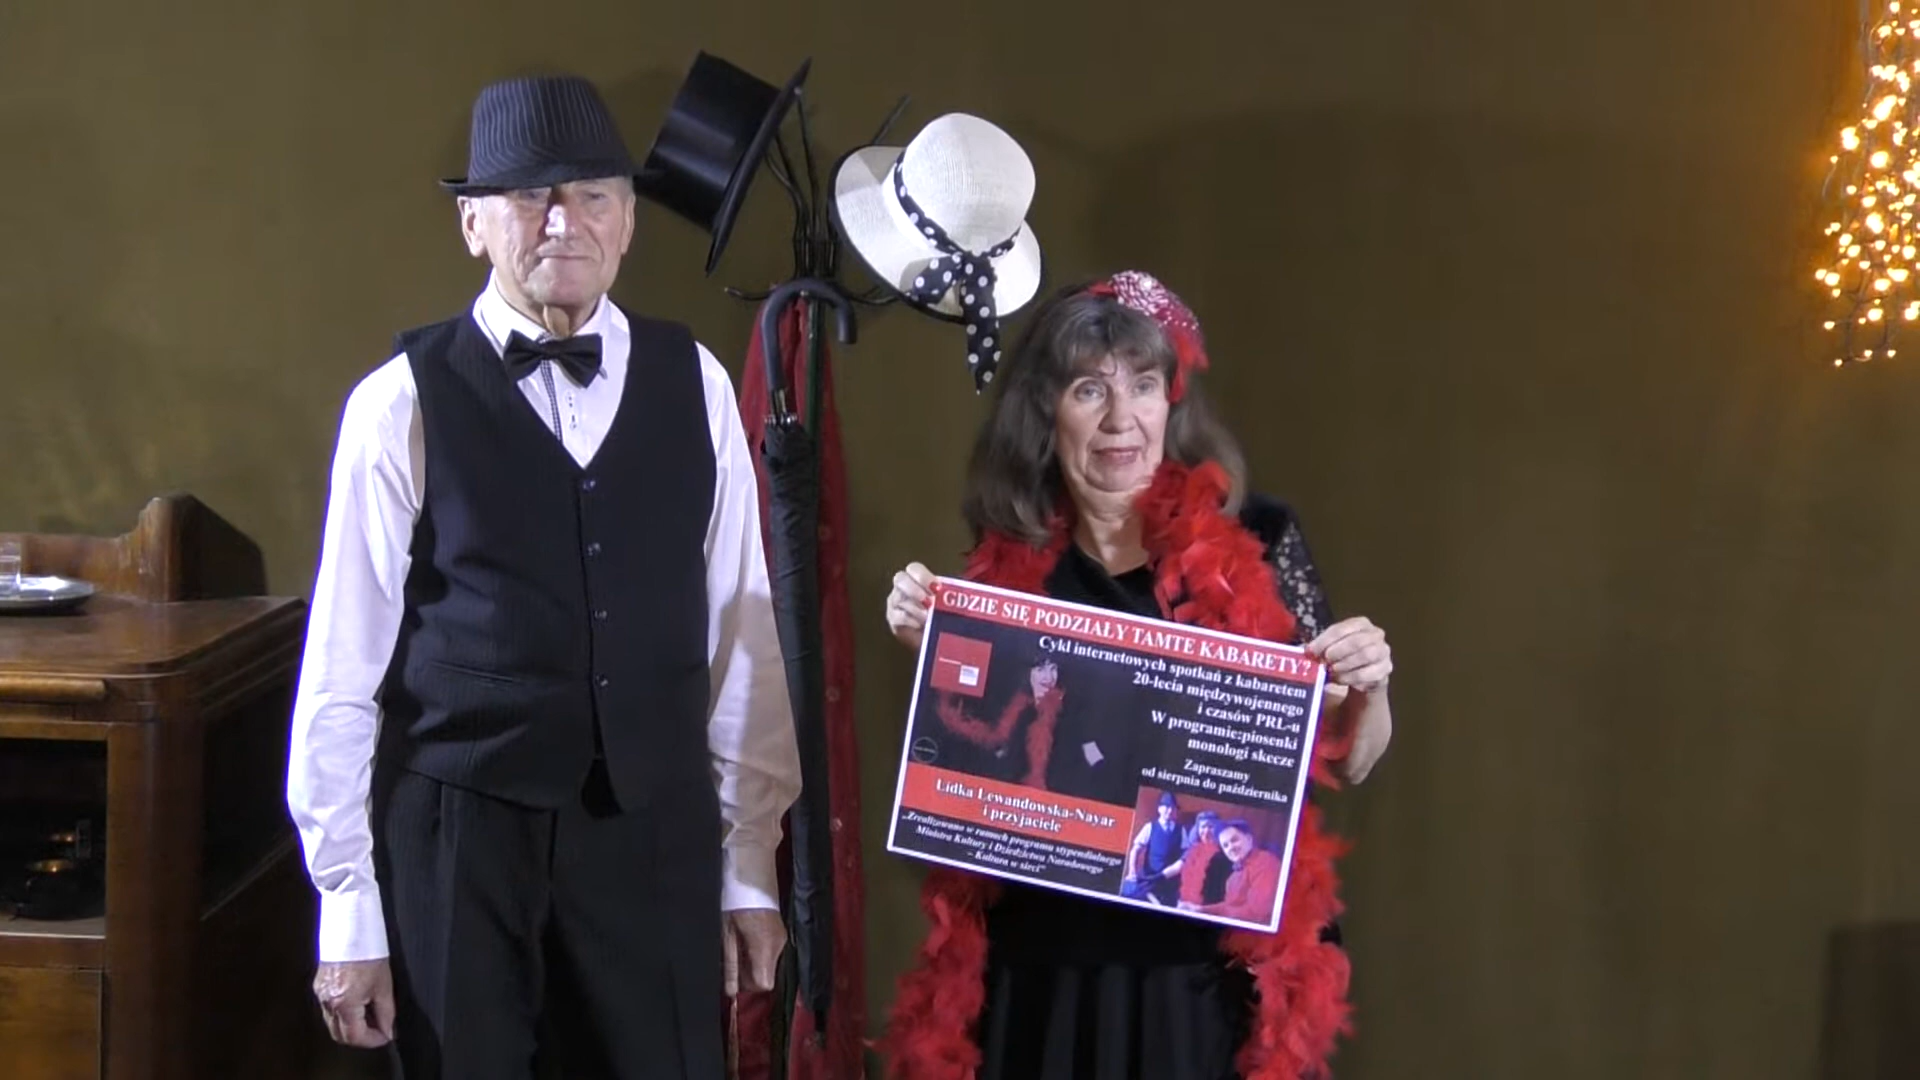 GDZIE SIĘ PODZIAŁY TAMTE KABARETY?
Cykl internetowych spotkań z kabaretem
20-lecia międzywojennego
i czasów PRL-u
W programie:piosenki
monologi skecze
Zapraszamy
od sierpnia do października
Lidka Lewandowska-Nayar
i przyjaciele
„Zrealizowano w ramach programu stypendialnego
Ministra Kultury i Dziedzictwa Narodowego
– Kultura w sieci"